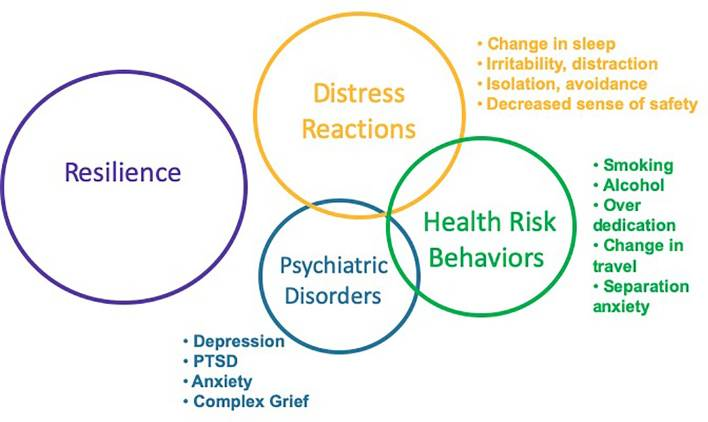 Resilience
Distress
Reactions
• Change in sleep
• Irritability, distraction
• Isolation, avoidance
• Decreased sense of safety
Health Risk
Behaviors
• Smoking
• Alcohol
• Over
dedication
• Change in
travel
• Separation
anxiety
Psychiatric
Disorders
• Depression
• PTSD
• Anxiety
• Complex Grief